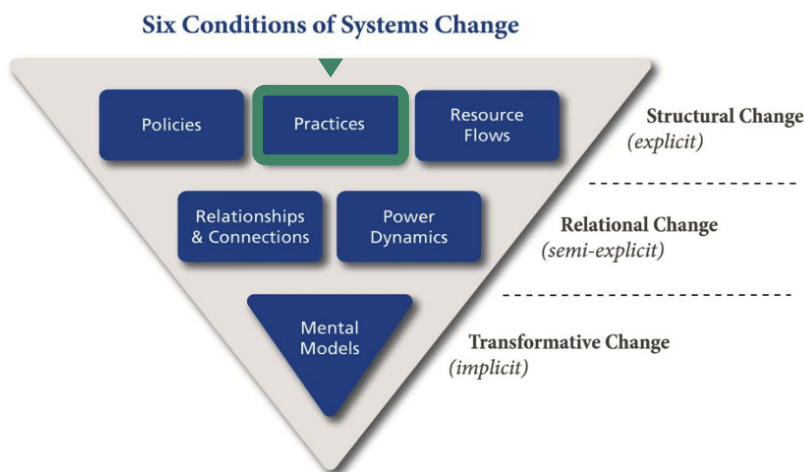 Six Conditions of Systems Change
Policies
Practices
Resource
Flows
Structural Change
(explicit)
Relationships
& Connections
Power
Dynamics
Relational Change
(semi-explicit)
Mental
Models
Transformative Change
(implicit)